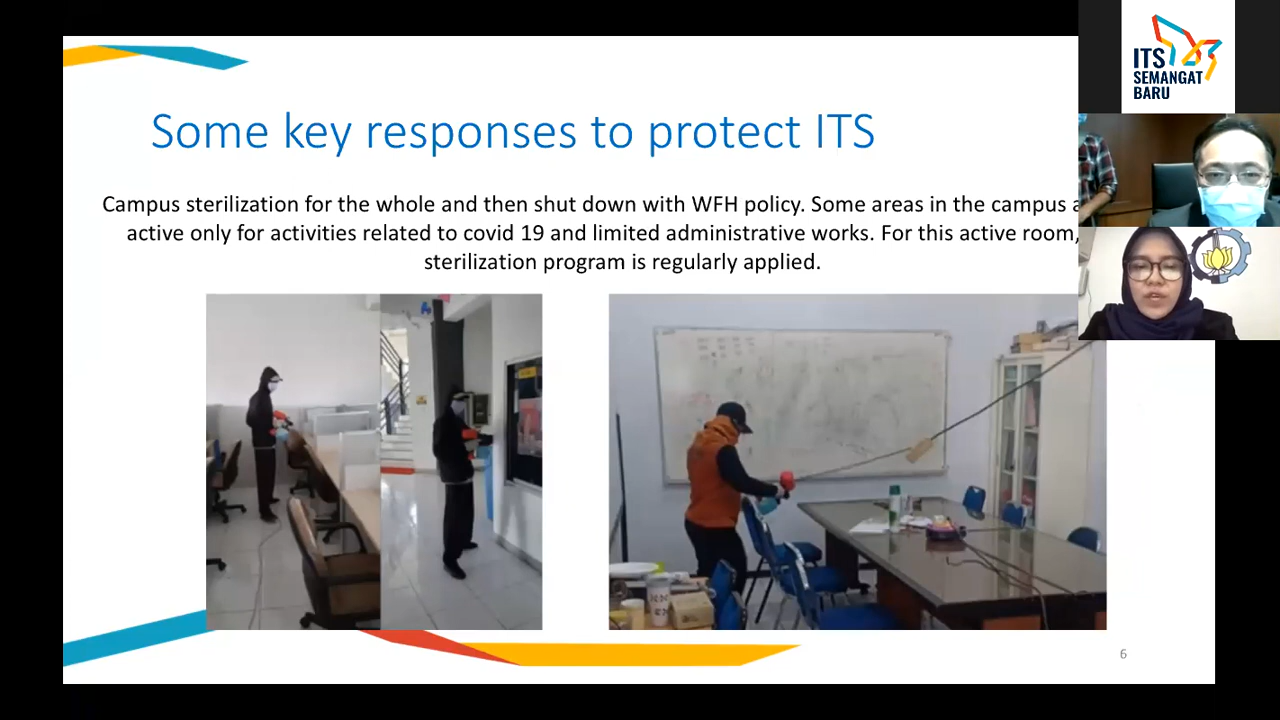 Some key responses to protect ITS
Campus sterilization for the whole and then shut down with WFH policy. Some areas in the campus
active only for activities related to covid 19 and limited administrative works. For this active room,
sterilization program is regularly applied.
6
ITS
SEMANGAT
BARU